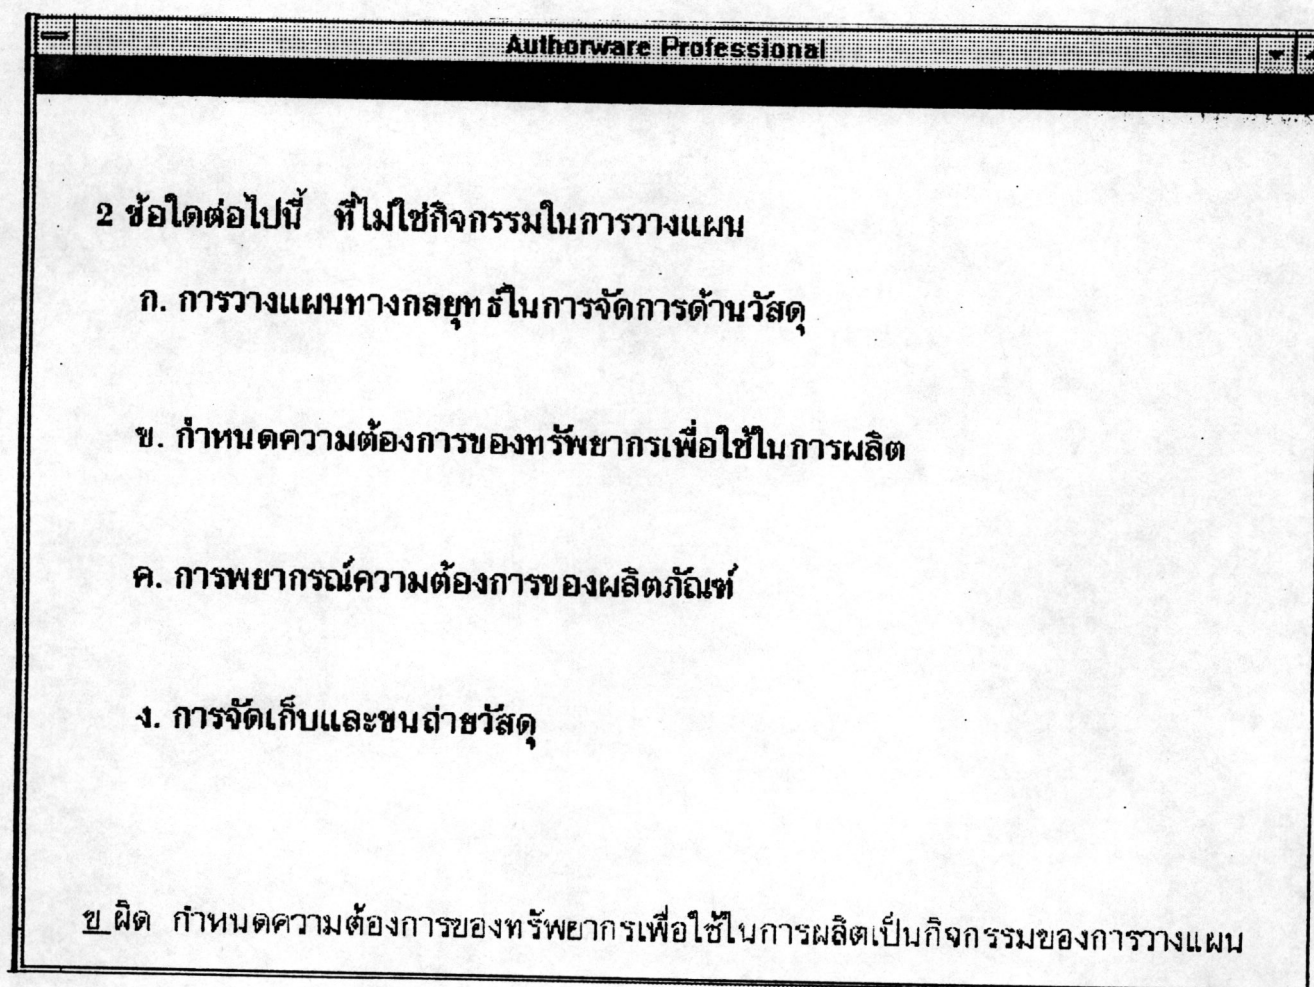 Authorware Professional
2 ข้อใดต่อไปนี้ ที่ไม่ใช่กิจกรรมในการวางแผน
ก. การวางแผนทางกลยุทธ์ในการจัดการด้านวัสดุ
ข. กำหนดความต้องการของทรัพยากรเพื่อใช้ในการผลิต
ค. การพยากรณ์ความต้องการของผลิตภัณฑ์
ง. การจัดเก็บและขนถ่ายวัสดุ
ข ผิด กำหนดความต้องการของทรัพยากรเพื่อใช้ในการผลิตเป็นกิจกรรมของการวางแผน